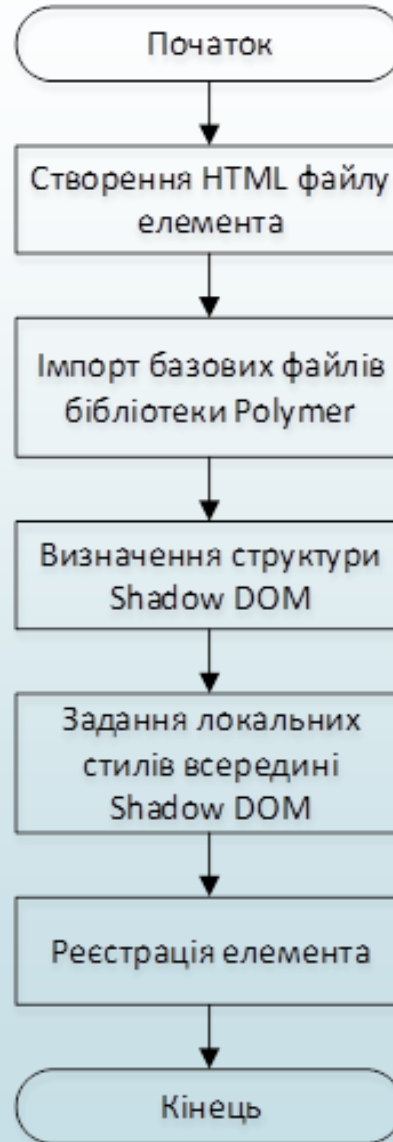 Початок
Створення HTML файлу
елемента
Імпорт базових файлів
бібліотеки Polymer
Визначення структури
Shadow DOM
Задання локальних
стилів всередині
Shadow DOM
Реєстрація елемента
Кінець